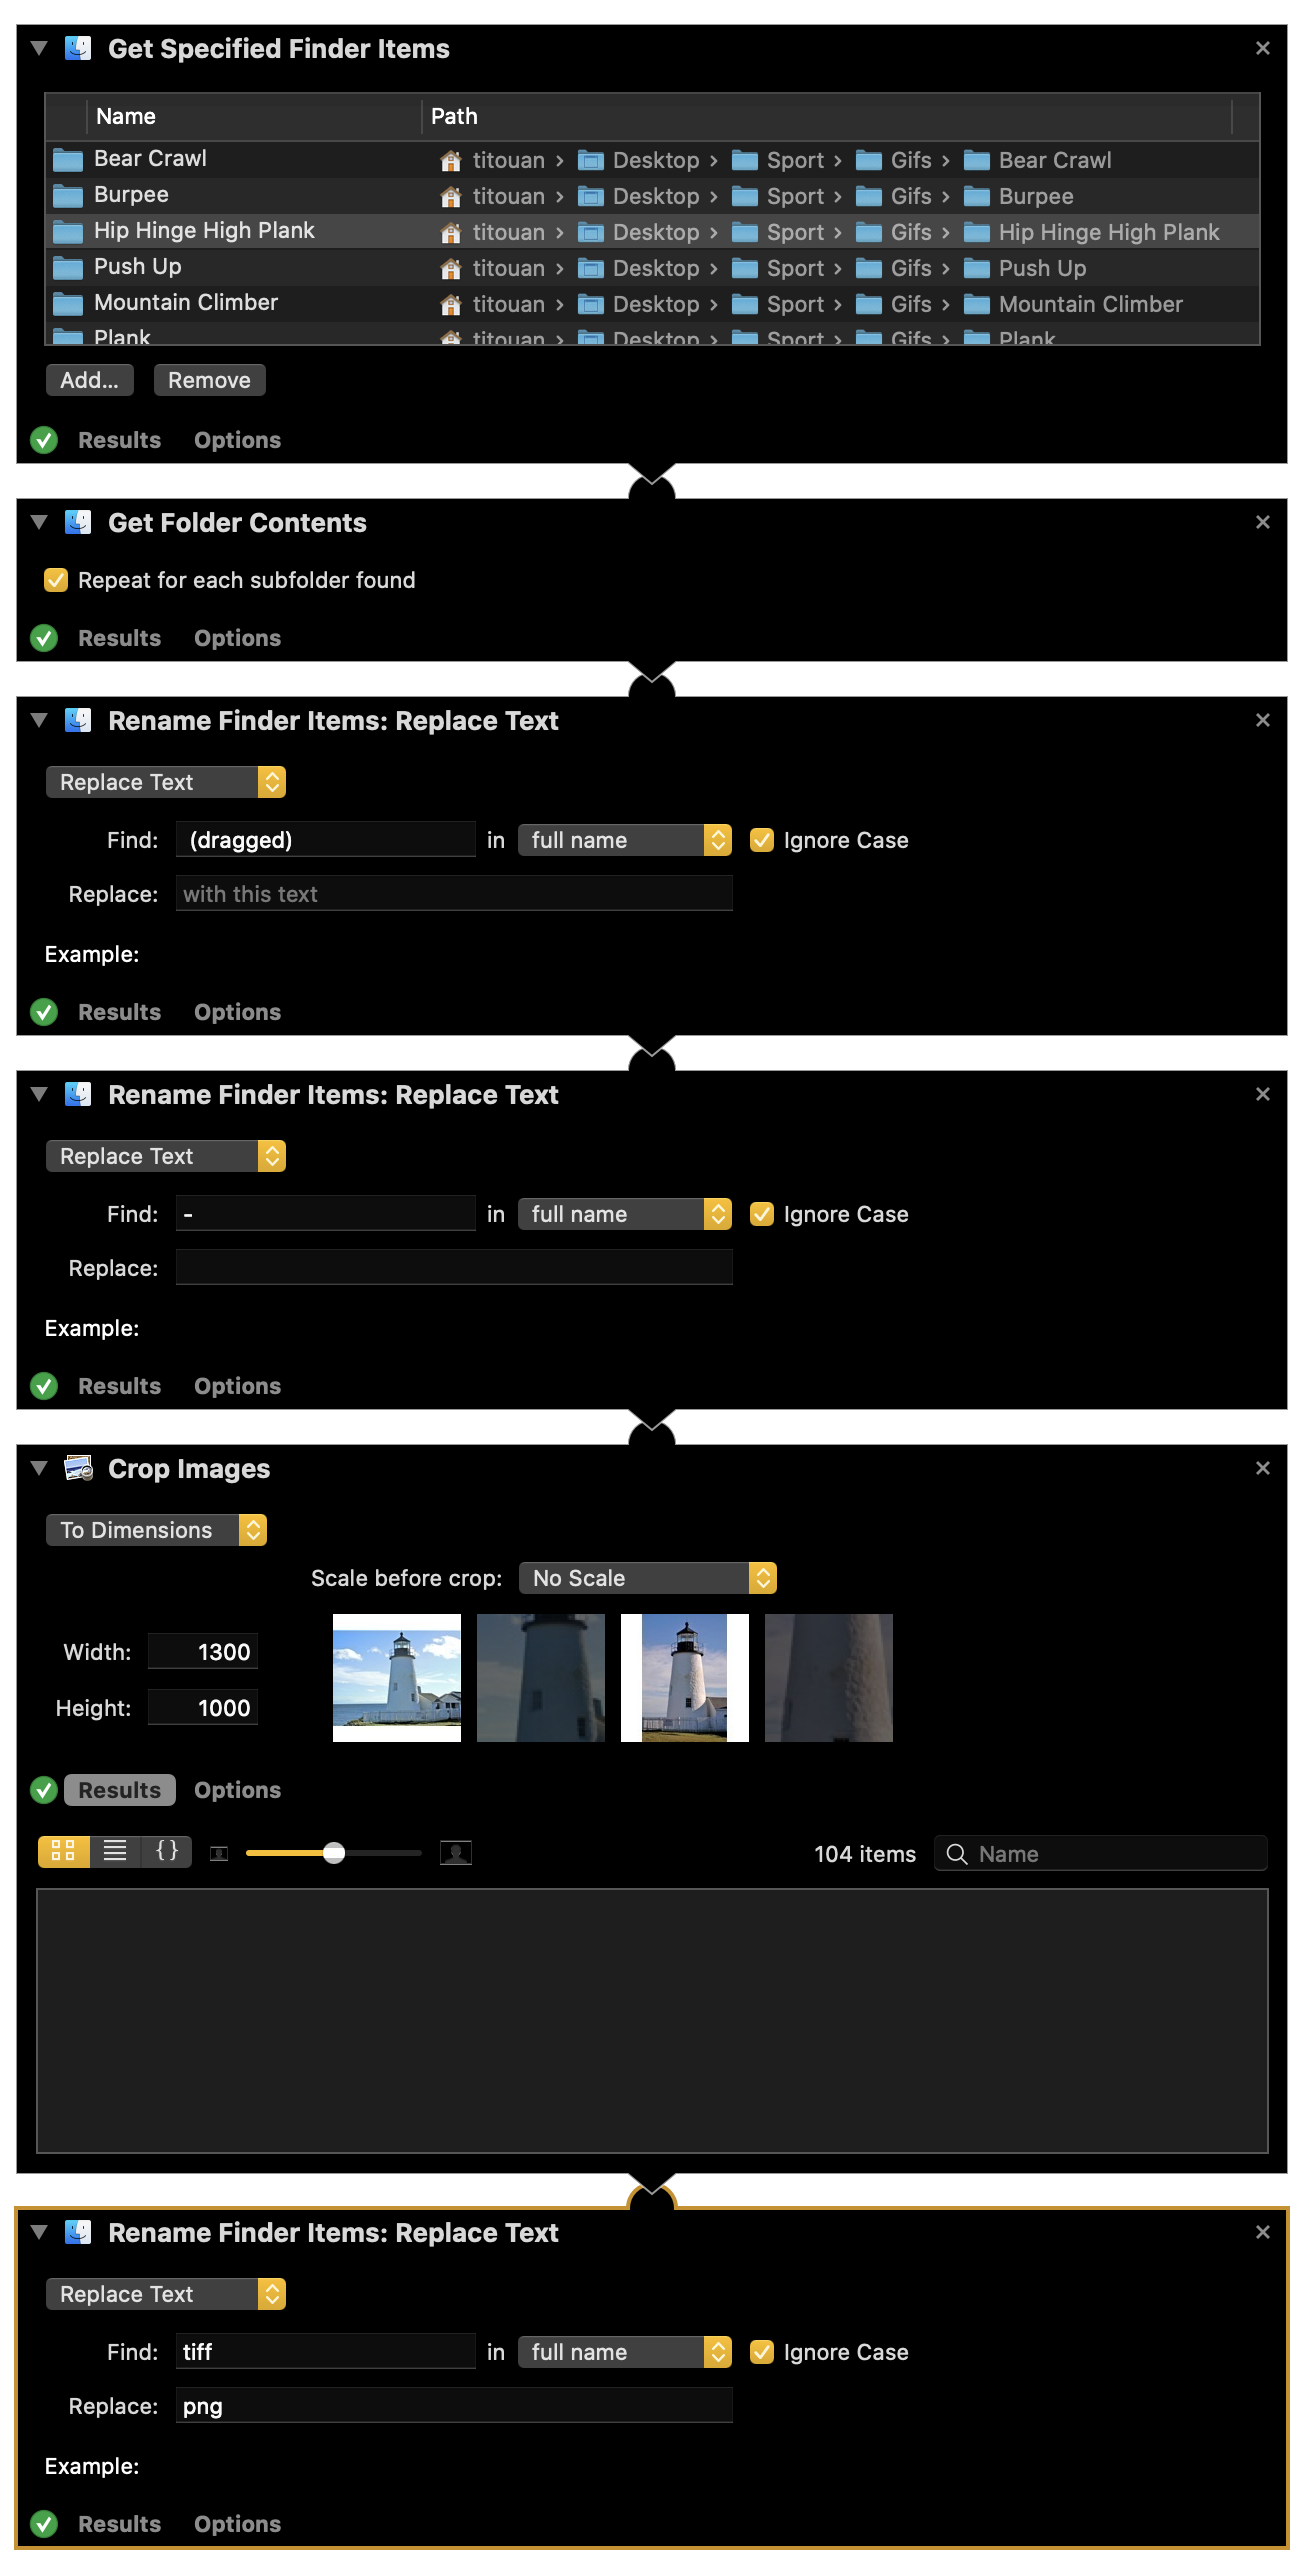 Get Specified Finder Items
Name Path
Bear Crawl titouan › Desktop › Sport › Gifs › Bear Crawl
Burpee titouan › Desktop › Sport › Gifs › Burpee
Hip Hinge High Plank titouan › Desktop › Sport › Gifs › Hip Hinge High Plank
Push Up titouan › Desktop › Sport › Gifs › Push Up
Mountain Climber titouan › Desktop › Sport › Gifs › Mountain Climber
Plank titouan › Desktop › Sport › Gifs › Plank
Add... Remove
Results Options
Get Folder Contents
Repeat for each subfolder found
Results Options
Rename Finder Items: Replace Text
Replace Text
Find: (dragged) in full name Ignore Case
Replace: with this text
Example:
Results Options
Rename Finder Items: Replace Text
Replace Text
Find: - in full name Ignore Case
Replace:
Example:
Results Options
Crop Images
To Dimensions
Scale before crop: No Scale
Width: 1300
Height: 1000
Results Options
{} 104 items Name
Rename Finder Items: Replace Text
Replace Text
Find: tiff in full name Ignore Case
Replace: png
Example:
Results Options